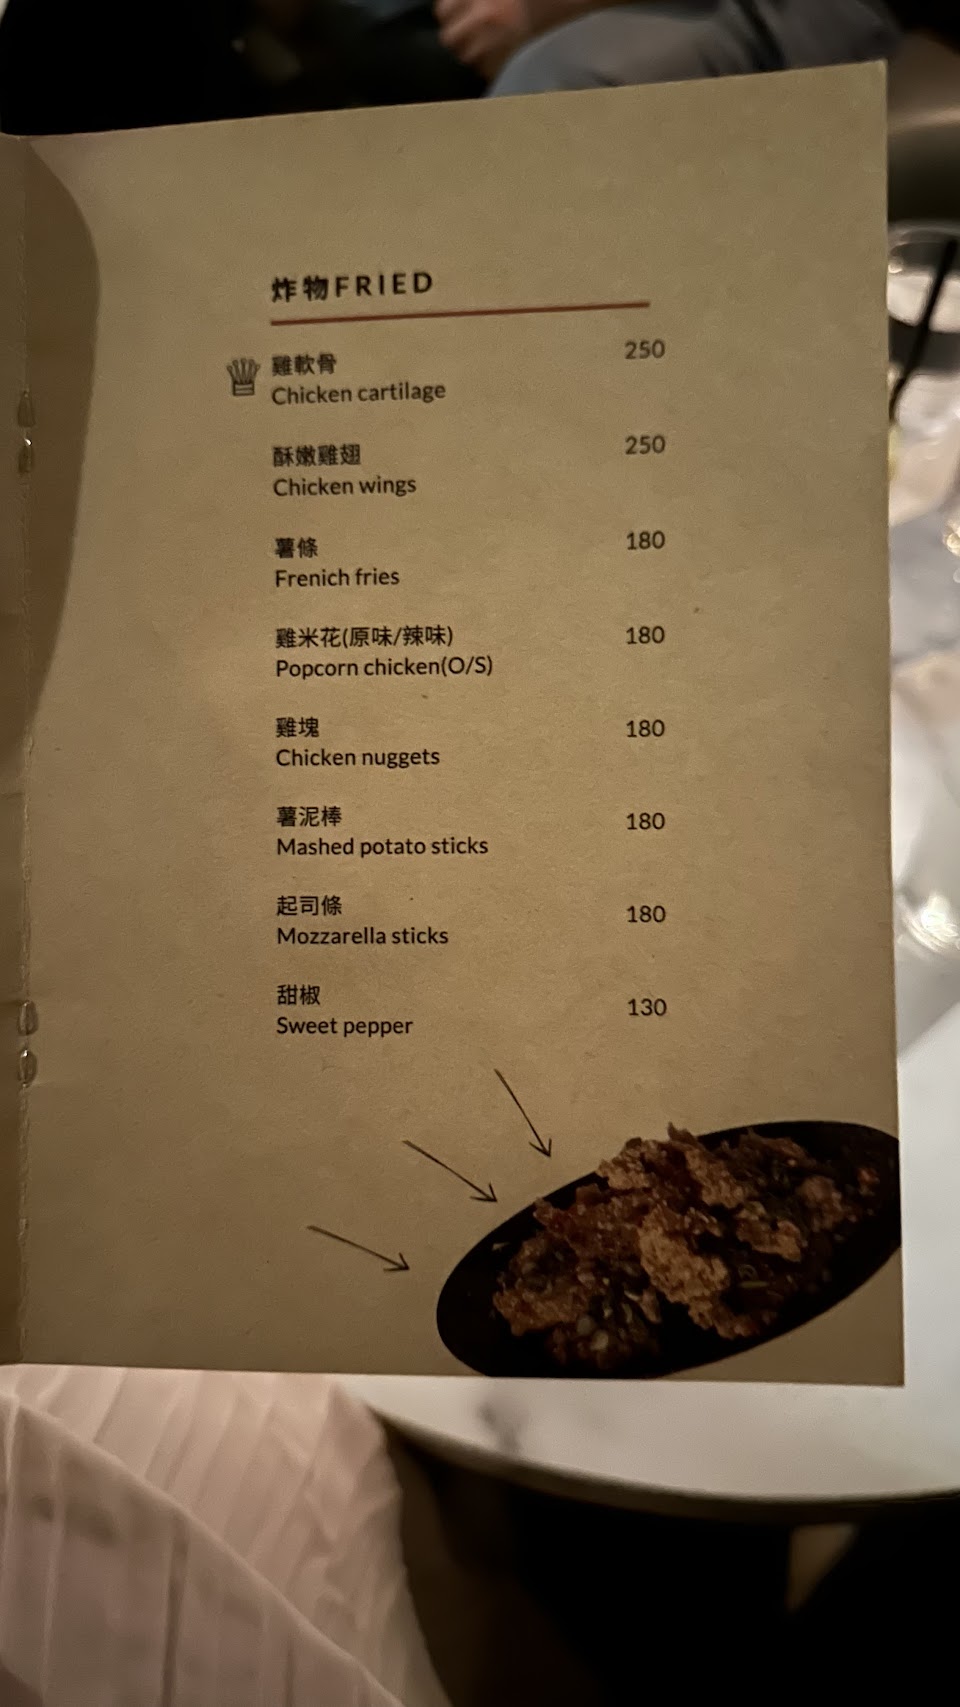 炸物FRIED
雞軟骨 250
Chicken cartilage
酥嫩雞翅 250
Chicken wings
薯條 180
Frenich fries
雞米花(原味/辣味) 180
Popcorn chicken(O/S)
雞塊 180
Chicken nuggets
薯泥棒 180
Mashed potato sticks
起司條 180
Mozzarella sticks
甜椒 130
Sweet pepper